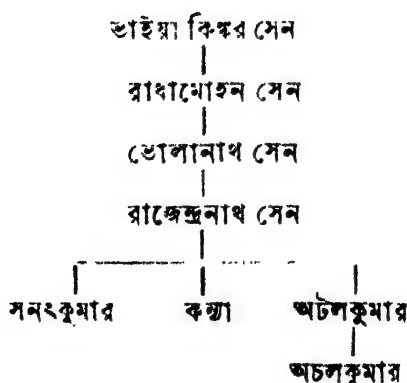 ভাইয়া কিঙ্কর সেন
রাধামোহন সেন
ভোলানাথ সেন
রাজেন্দ্রনাথ সেন
সনৎকুমার কন্যা অটলকুমার
অচলকুমার